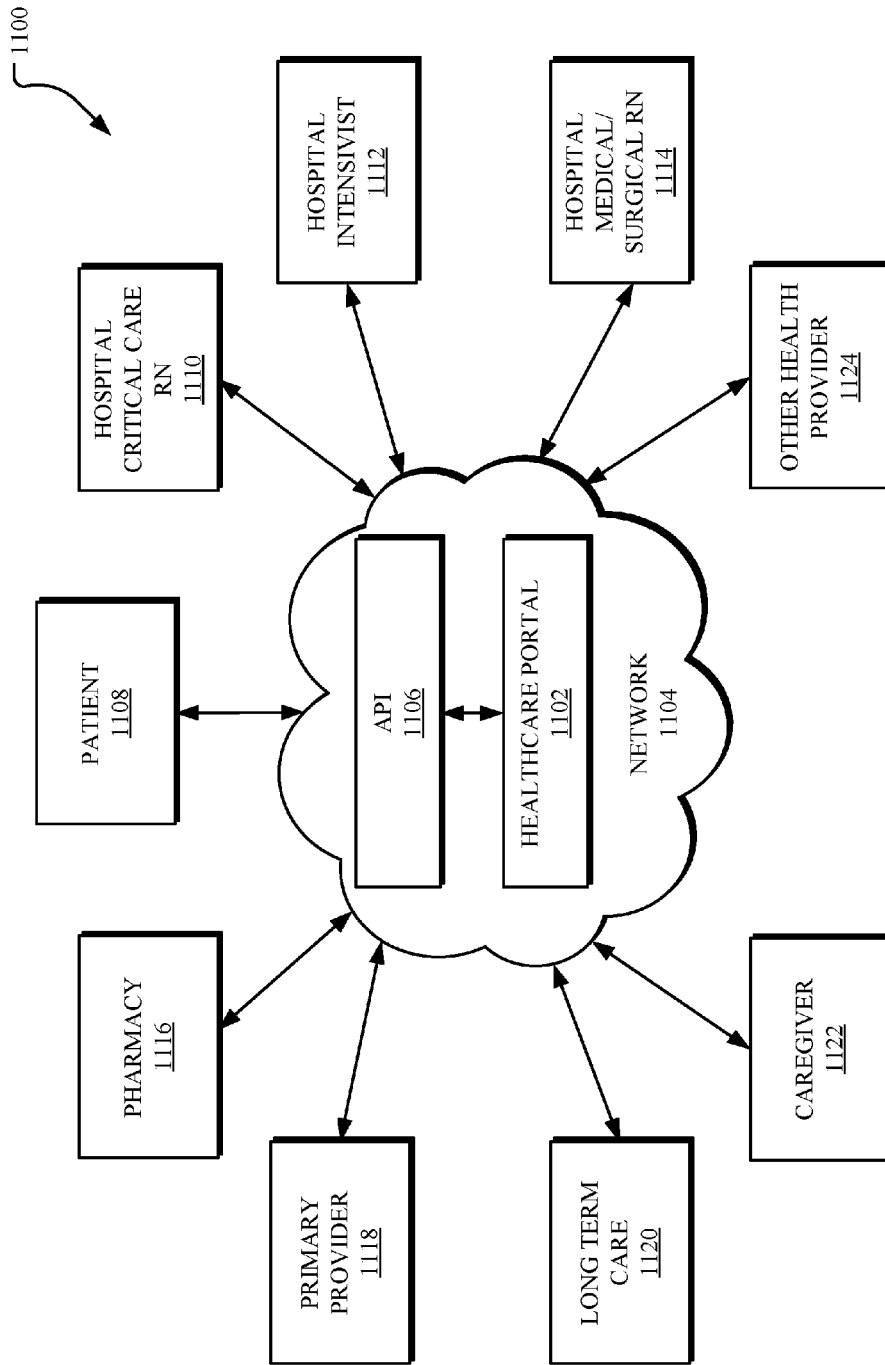 1100
PATIENT
1108
PHARMACY
1116
HOSPITAL
CRITICAL CARE
RN
1110
PRIMARY
PROVIDER
1118
HOSPITAL
INTENSIVIST
1112
API
1106
HEALTHCARE PORTAL
1102
NETWORK
1104
LONG TERM
CARE
1120
HOSPITAL
MEDICAL/
SURGICAL RN
1114
CAREGIVER
1122
OTHER HEALTH
PROVIDER
1124